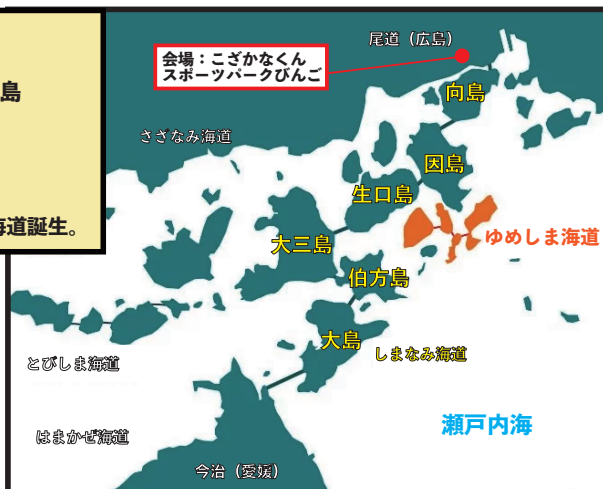 島
海道誕生。
尾道（広島）
会場：こざかなくん
スポーツパークびんご
向島
さざなみ海道
因島
生口島
ゆめしま海道
大三島
伯方島
大島
しまなみ海道
とびしま海道
瀬戸内海
はまかぜ海道
今治（愛媛）